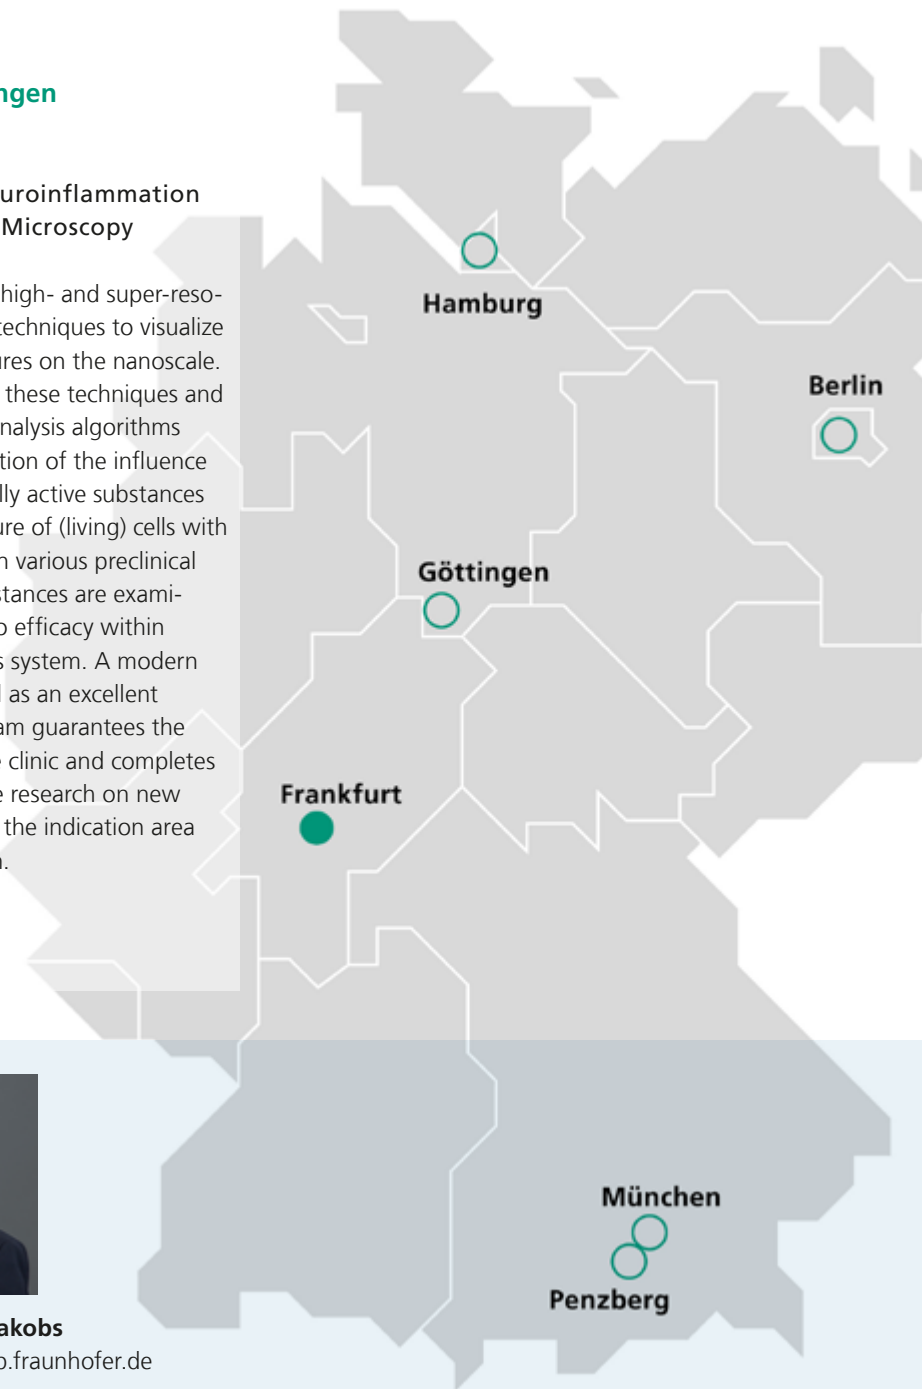 ngen
uroinflammation
Microscopy
high- and super-reso-
techniques to visualize
ures on the nanoscale.
these techniques and
nalysis algorithms
tion of the influence
lly active substances
ure of (living) cells with
n various preclinical
stances are exami-
o efficacy within
s system. A modern
l as an excellent
am guarantees the
e clinic and completes
e research on new
the indication area
n.
Hamburg
Berlin
Göttingen
Frankfurt
München
Penzberg
akobs
o.fraunhofer.de